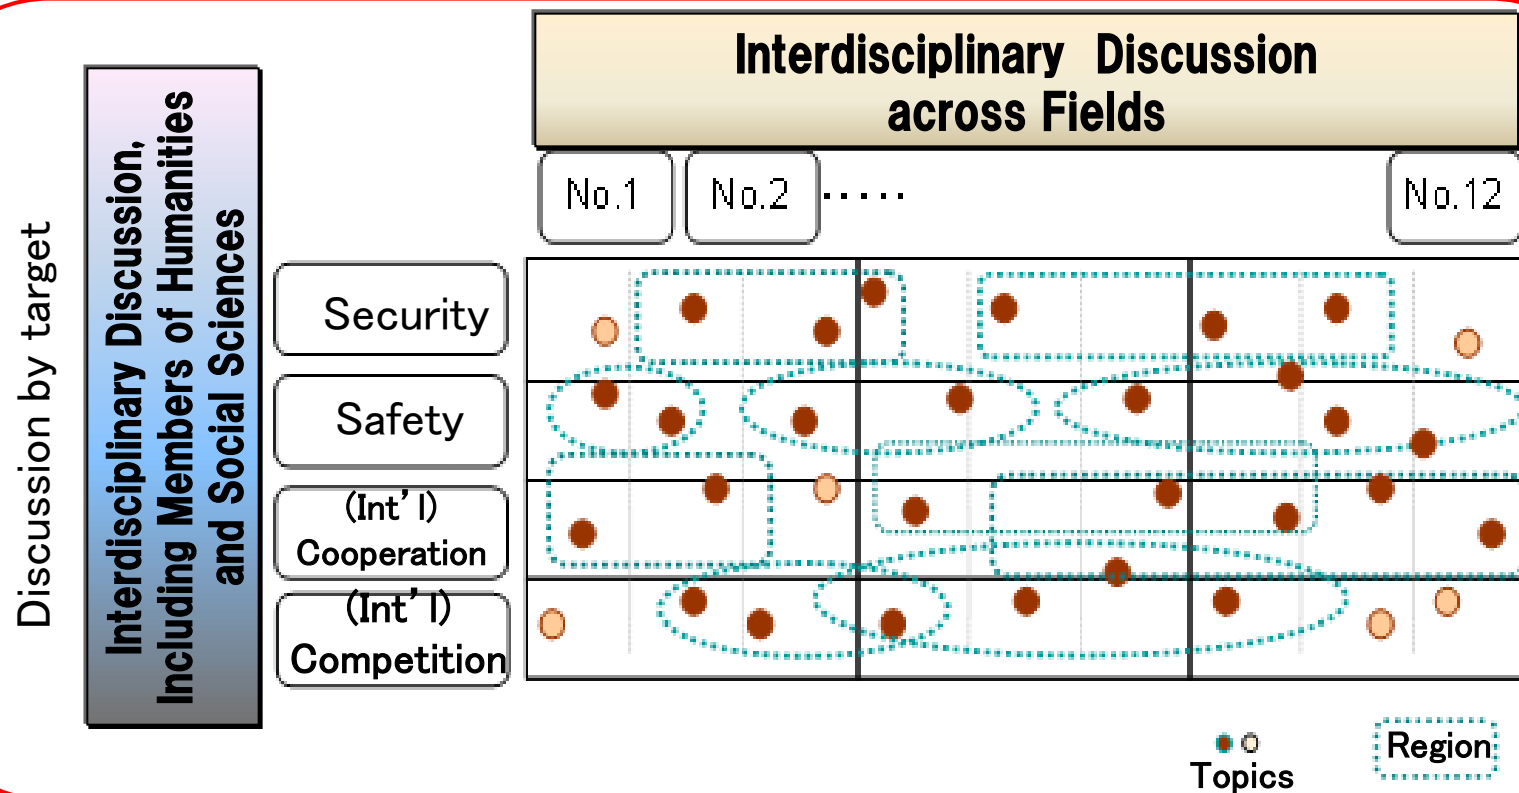 Interdisciplinary Discussion
across Fields
No.1
No.2
.....
No.12
Discussion by target
Interdisciplinary Discussion,
Including Members of Humanities
and Social Sciences
Security
Safety
(Int' l)
Cooperation
(Int' l)
Competition
Topics
Region